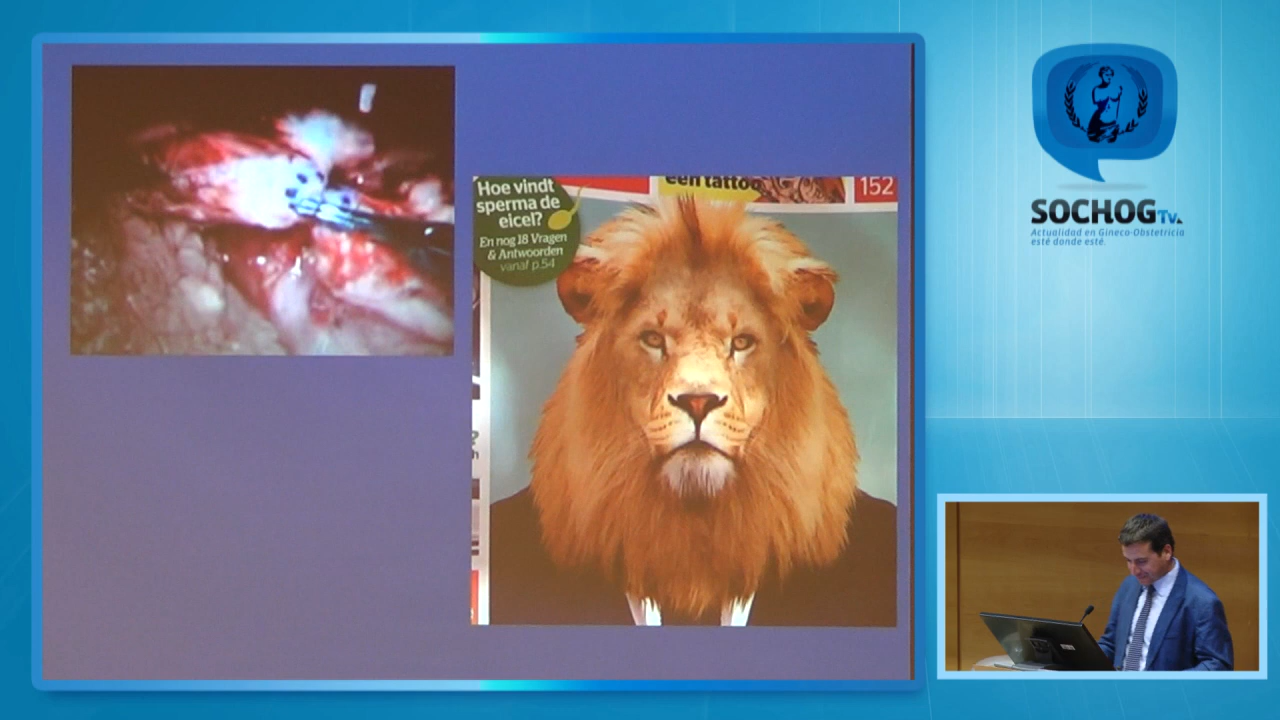 Hoe vindt
sperma de
eicel?
En nog 18 Vragen
& Antwoorden
vanaf p.54
een tattoo
152
SOCHOG Tv.
Actualidad en Gineco-Obstetricia
esté donde esté.